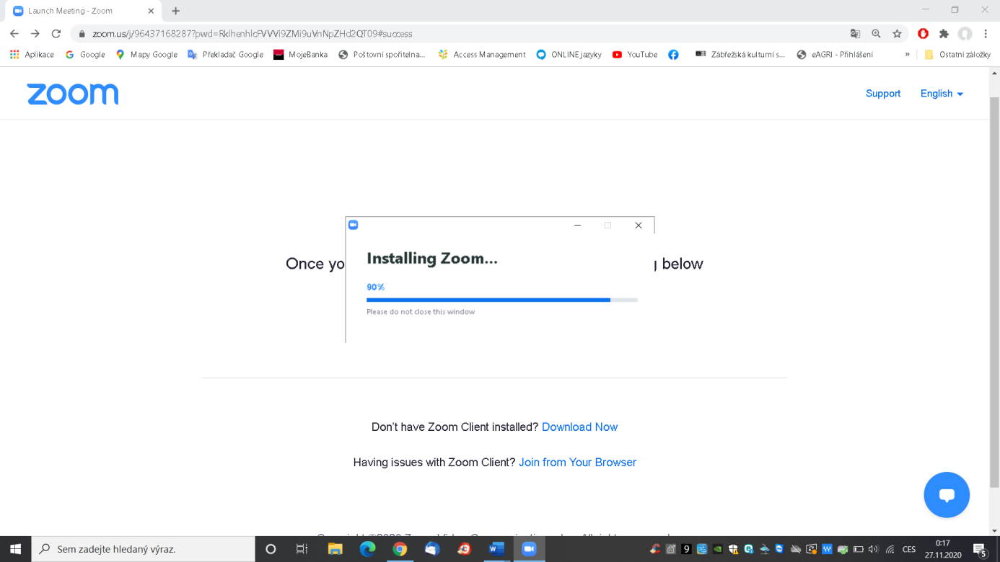 Launch Meeting - Zoom
zoom.us/j/96437168287?pwd=RklhenhlcFVVVi9ZMi9uVnNpZHd2QT09#success
Aplikace Google Mapy Google Překladač Google MojeBanka Poštovní spořitelna... Access Management ONLINE jazyky YouTube Zábřežská kulturní s... eAGRI - Přihlášení » Ostatní záložky
zoom
Support English
Installing Zoom...
Once below
90%
Please do not close this window
Don't have Zoom Client installed? Download Now
Having issues with Zoom Client? Join from Your Browser
Sem zadejte hledaný výraz.
9
CES
0:17
27.11.2020
5